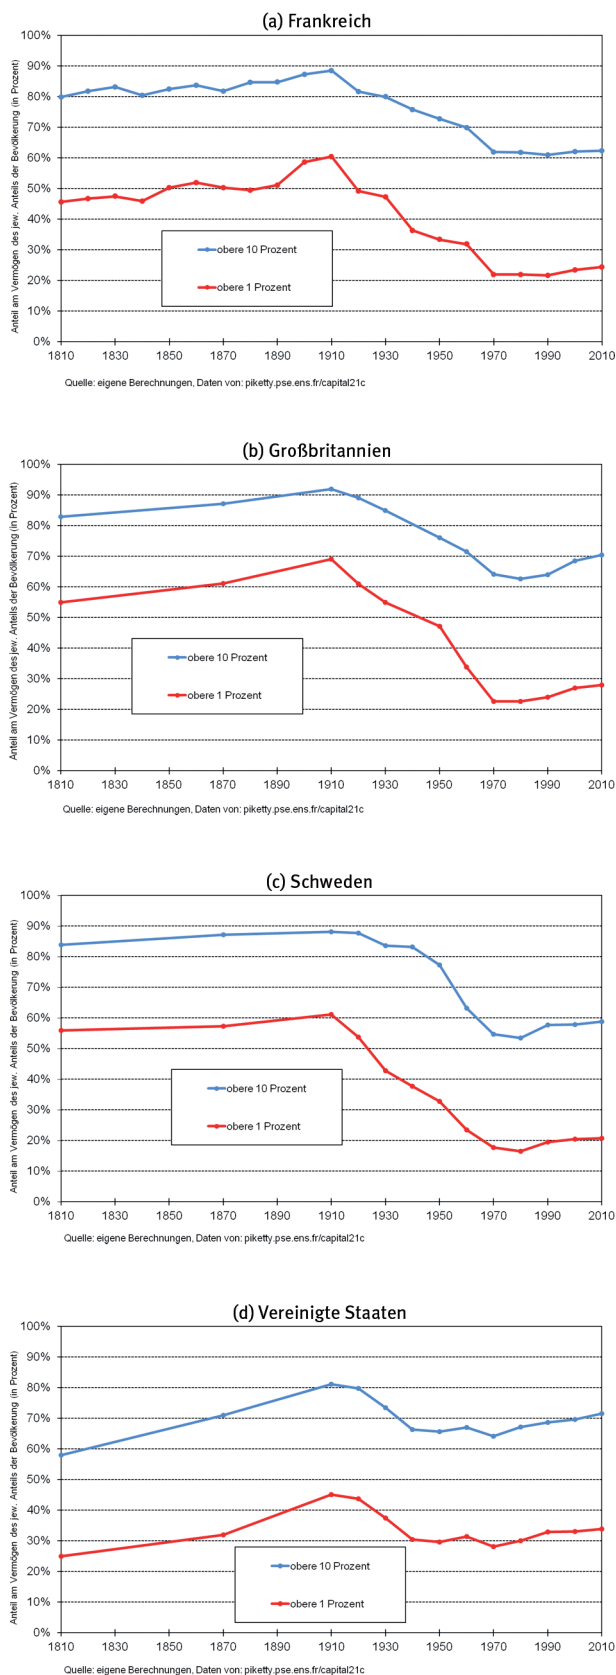 (a) Frankreich
Anteil am Vermögen des jew. Anteils der Bevölkerung (in Prozent)
100%
90%
80%
70%
60%
50%
40%
30%
20%
10%
0%
obere 10 Prozent
obere 1 Prozent
1810 1830 1850 1870 1890 1910 1930 1950 1970 1990 2010
Quelle: eigene Berechnungen, Daten von: piketty.pse.ens.fr/capital21c
(b) Großbritannien
Anteil am Vermögen des jew. Anteils der Bevölkerung (in Prozent)
100%
90%
80%
70%
60%
50%
40%
30%
20%
10%
0%
obere 10 Prozent
obere 1 Prozent
1810 1830 1850 1870 1890 1910 1930 1950 1970 1990 2010
Quelle: eigene Berechnungen, Daten von: piketty.pse.ens.fr/capital21c
(c) Schweden
Anteil am Vermögen des jew. Anteils der Bevölkerung (in Prozent)
100%
90%
80%
70%
60%
50%
40%
30%
20%
10%
0%
obere 10 Prozent
obere 1 Prozent
1810 1830 1850 1870 1890 1910 1930 1950 1970 1990 2010
Quelle: eigene Berechnungen, Daten von: piketty.pse.ens.fr/capital21c
(d) Vereinigte Staaten
Anteil am Vermögen des jew. Anteils der Bevölkerung (in Prozent)
100%
90%
80%
70%
60%
50%
40%
30%
20%
10%
0%
obere 10 Prozent
obere 1 Prozent
1810 1830 1850 1870 1890 1910 1930 1950 1970 1990 2010
Quelle: eigene Berechnungen, Daten von: piketty.pse.ens.fr/capital21c